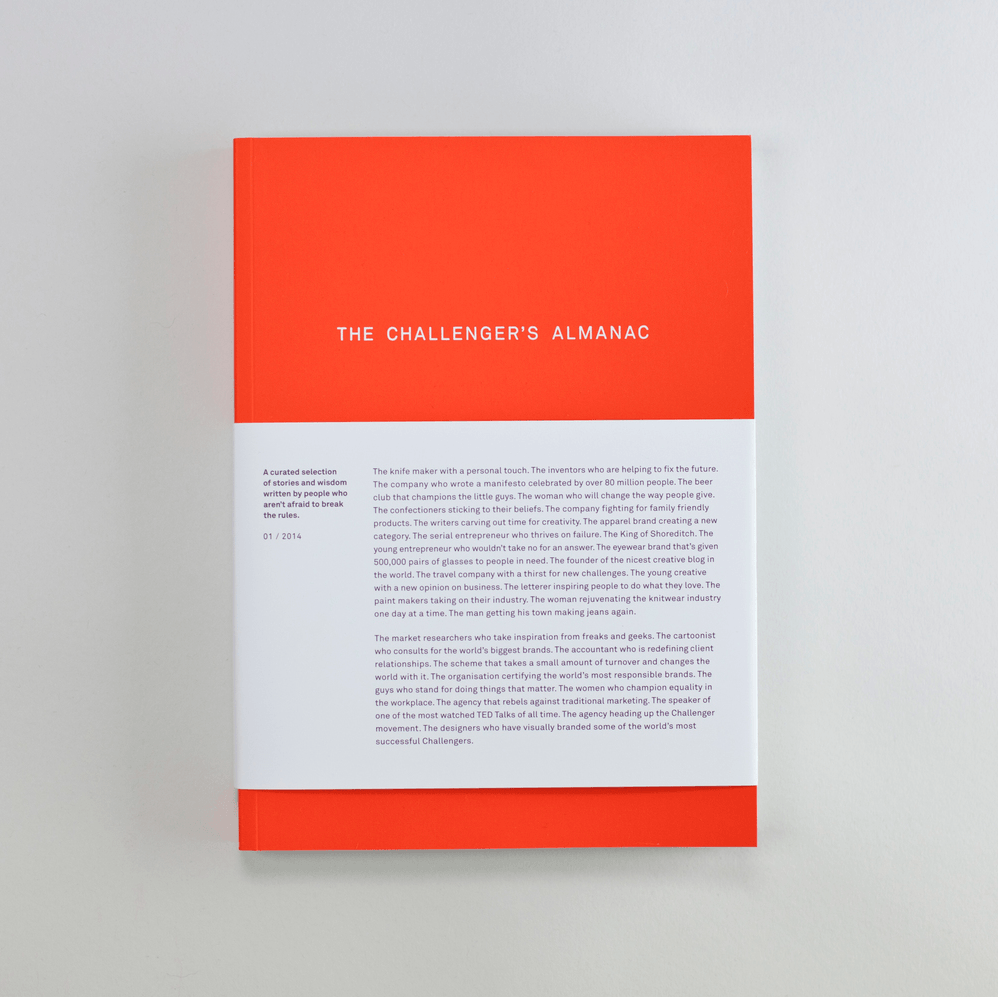 THE CHALLENGER'S ALMANAC
A curated selection
of stories and wisdom
written by people who
aren't afraid to break
the rules.
01 / 2014
The knife maker with a personal touch. The inventors who are helping to fix the future.
The company who wrote a manifesto celebrated by over 80 million people. The beer
club that champions the little guys. The woman who will change the way people give.
The confectioners sticking to their beliefs. The company fighting for family friendly
products. The writers carving out time for creativity. The apparel brand creating a new
category. The serial entrepreneur who thrives on failure. The King of Shoreditch. The
young entrepreneur who wouldn't take no for an answer. The eyewear brand that's given
500,000 pairs of glasses to people in need. The founder of the nicest creative blog in
the world. The travel company with a thirst for new challenges. The young creative
with a new opinion on business. The letterer inspiring people to do what they love. The
paint makers taking on their industry. The woman rejuvenating the knitwear industry
one day at a time. The man getting his town making jeans again.
The market researchers who take inspiration from freaks and geeks. The cartoonist
who consults for the world's biggest brands. The accountant who is redefining client
relationships. The scheme that takes a small amount of turnover and changes the
world with it. The organisation certifying the world's most responsible brands. The
guys who stand for doing things that matter. The women who champion equality in
the workplace. The agency that rebels against traditional marketing. The speaker of
one of the most watched TED Talks of all time. The agency heading up the Challenger
movement. The designers who have visually branded some of the world's most
successful Challengers.